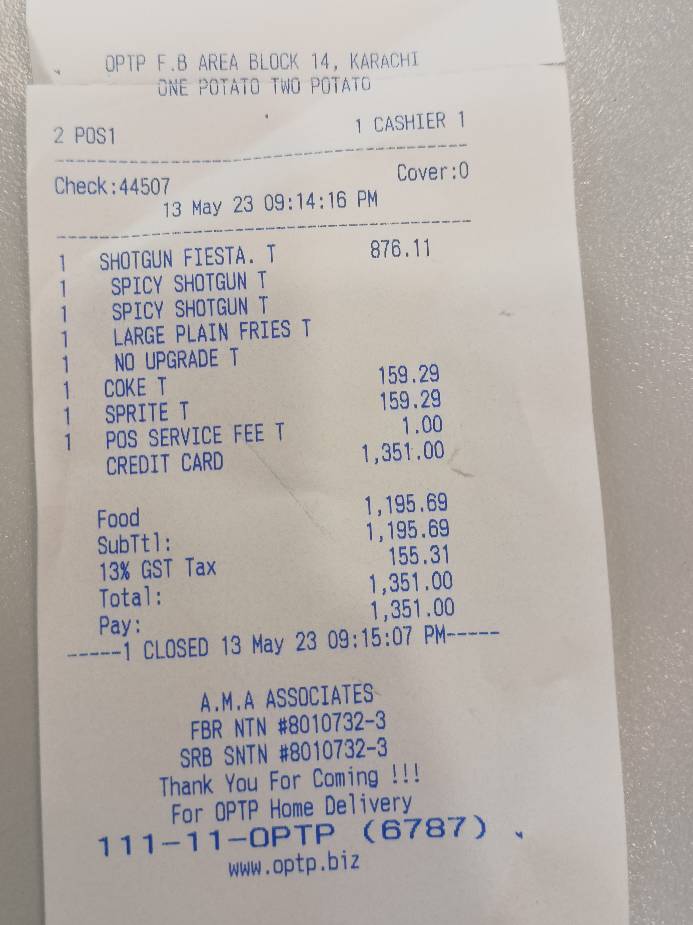 OPTP F.B AREA BLOCK 14, KARACHI
ONE POTATO TWO POTATO
2 POS1 1 CASHIER 1
Check:44507 Cover:0
13 May 23 09:14:16 PM
1 SHOTGUN FIESTA. T 876.11
1 SPICY SHOTGUN T
1 SPICY SHOTGUN T
1 LARGE PLAIN FRIES T
1 NO UPGRADE T
1 COKE T 159.29
1 SPRITE T 159.29
1 POS SERVICE FEE T 1.00
CREDIT CARD 1,351.00
Food 1,195.69
SubTtl: 1,195.69
13% GST Tax 155.31
Total: 1,351.00
Pay: 1,351.00
-----1 CLOSED 13 May 23 09:15:07 PM-----
A.M.A ASSOCIATES
FBR NTN #8010732-3
SRB SNTN #8010732-3
Thank You For Coming !!!
For OPTP Home Delivery
111-11-OPTP (6787)
www.optp.biz